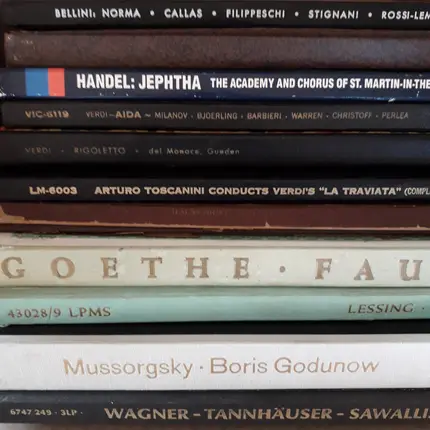 BELLINI: NORMA • CALLAS • FILIPPESCHI • STIGNANI • ROSSI-LEM
HANDEL: JEPHTHA THE ACADEMY AND CHORUS OF ST. MARTIN-IN-THE
VIC-6119 VERDI—AIDA ~ MILANOV • BJOERLING • BARBIERI • WARREN • CHRISTOFF • PERLEA
VERDI • RIGOLETTO • del Monaco, Gueden
LM-6003 ARTURO TOSCANINI CONDUCTS VERDI'S "LA TRAVIATA" (COMPL
GOETHE • FAU
43028/9 LPMS LESSING •
Mussorgsky • Boris Godunow
6747 249 • 3LP • WAGNER – TANNHÄUSER – SAWALLIS